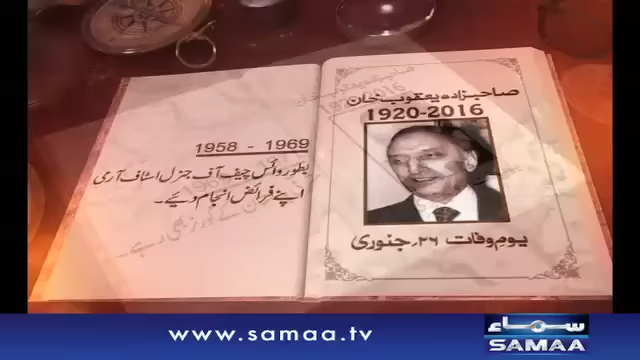 صاحبزادہ یعقوب خان
1920-2016
یومِ وفات ۲۶؍ جنوری
1958 - 1969
بطور وائس چیف آف جنرل اسٹاف آرمی
اپنے فرائض انجام دیئے۔
www.samaa.tv
سماء
SAMAA